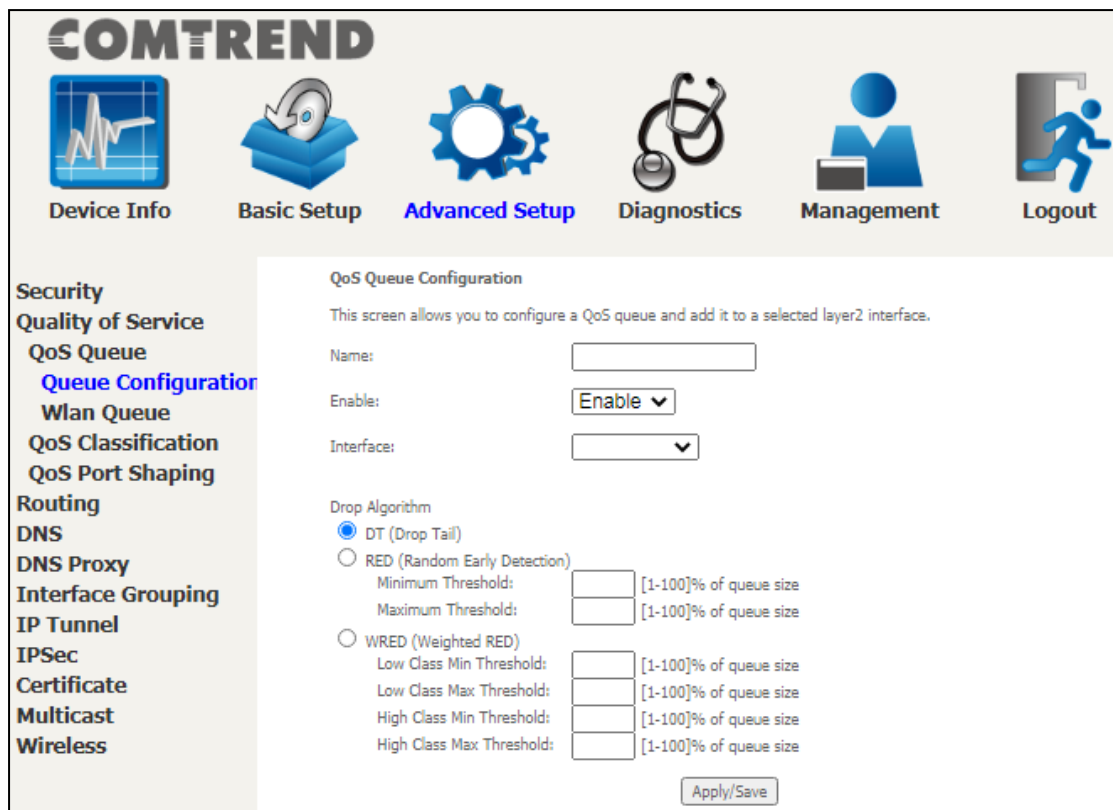 COMTREND
Device Info
Basic Setup
Advanced Setup
Diagnostics
Management
Logout
Security
Quality of Service
QoS Queue
Queue Configuration
Wlan Queue
QoS Classification
QoS Port Shaping
Routing
DNS
DNS Proxy
Interface Grouping
IP Tunnel
IPSec
Certificate
Multicast
Wireless
QoS Queue Configuration
This screen allows you to configure a QoS queue and add it to a selected layer2 interface.
Name:
Enable: Enable
Interface:
Drop Algorithm
DT (Drop Tail)
RED (Random Early Detection)
Minimum Threshold: [1-100]% of queue size
Maximum Threshold: [1-100]% of queue size
WRED (Weighted RED)
Low Class Min Threshold: [1-100]% of queue size
Low Class Max Threshold: [1-100]% of queue size
High Class Min Threshold: [1-100]% of queue size
High Class Max Threshold: [1-100]% of queue size
Apply/Save